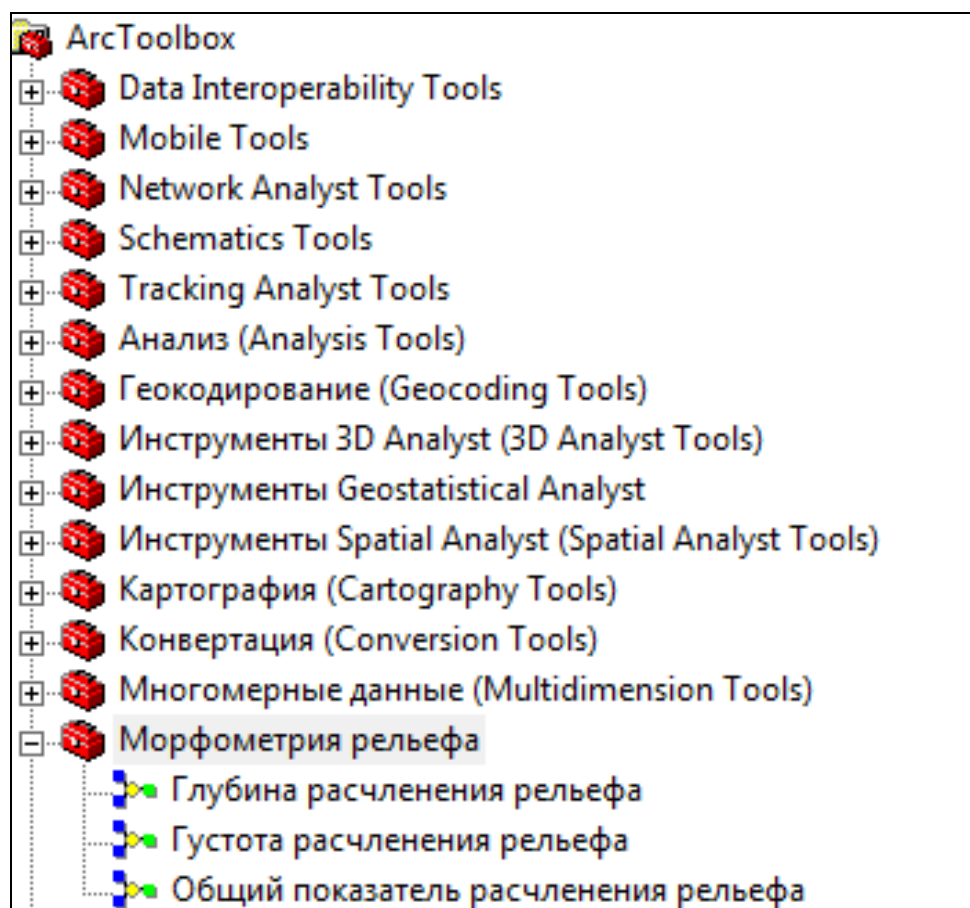 ArcToolbox
Data Interoperability Tools
Mobile Tools
Network Analyst Tools
Schematics Tools
Tracking Analyst Tools
Анализ (Analysis Tools)
Геокодирование (Geocoding Tools)
Инструменты 3D Analyst (3D Analyst Tools)
Инструменты Geostatistical Analyst
Инструменты Spatial Analyst (Spatial Analyst Tools)
Картография (Cartography Tools)
Конвертация (Conversion Tools)
Многомерные данные (Multidimension Tools)
Морфометрия рельефа
Глубина расчленения рельефа
Густота расчленения рельефа
Общий показатель расчленения рельефа